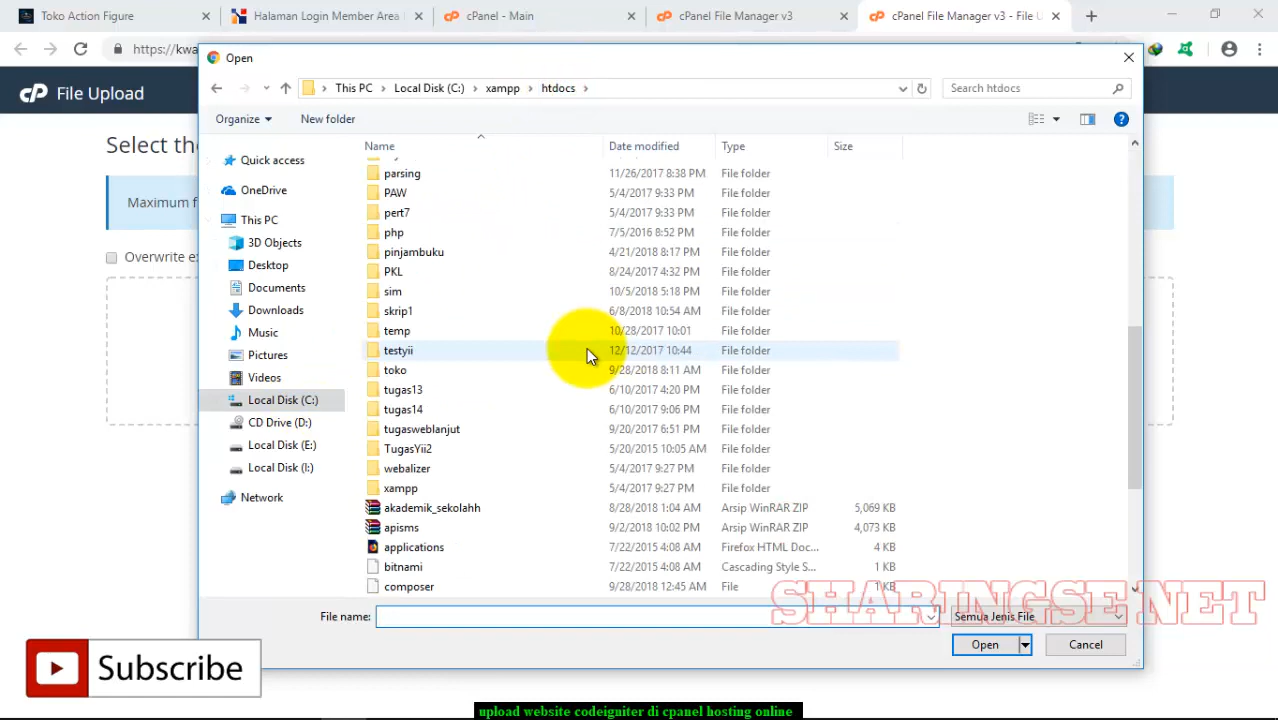 Toko Action Figure
Halaman Login Member Area
cPanel - Main
cPanel File Manager v3
cPanel File Manager v3 - File U
https://kwa
Open
cP File Upload
This PC > Local Disk (C:) > xampp > htdocs >
Search htdocs
Organize
New folder
Select the
Name Date modified Type Size
Quick access
OneDrive
This PC
3D Objects
Desktop
Documents
Downloads
Music
Pictures
Videos
Local Disk (C:)
CD Drive (D:)
Local Disk (E:)
Local Disk (I:)
Network
Maximum f
Overwrite ex
parsing 11/26/2017 8:38 PM File folder
PAW 5/4/2017 9:33 PM File folder
pert7 5/4/2017 9:33 PM File folder
php 7/5/2016 8:52 PM File folder
pinjambuku 4/21/2018 8:17 PM File folder
PKL 8/24/2017 4:32 PM File folder
sim 10/5/2018 5:18 PM File folder
skrip1 6/8/2018 10:54 AM File folder
temp 10/28/2017 10:01 File folder
testyii 12/12/2017 10:44 File folder
toko 9/28/2018 8:11 AM File folder
tugas13 6/10/2017 4:20 PM File folder
tugas14 6/10/2017 9:06 PM File folder
tugasweblanjut 9/20/2017 6:51 PM File folder
TugasYii2 5/20/2015 10:05 AM File folder
webalizer 5/4/2017 9:27 PM File folder
xampp 5/4/2017 9:27 PM File folder
akademik_sekolahh 8/28/2018 1:04 AM Arsip WinRAR ZIP 5,069 KB
apisms 9/2/2018 10:02 PM Arsip WinRAR ZIP 4,073 KB
applications 7/22/2015 4:08 AM Firefox HTML Doc... 4 KB
bitnami 7/22/2015 4:08 AM Cascading Style S... 1 KB
composer 9/28/2018 12:45 AM File 1 KB
SHARINGSE.NET
File name:
Semua Jenis File
Open
Cancel
Subscribe
upload website codeigniter di cpanel hosting online